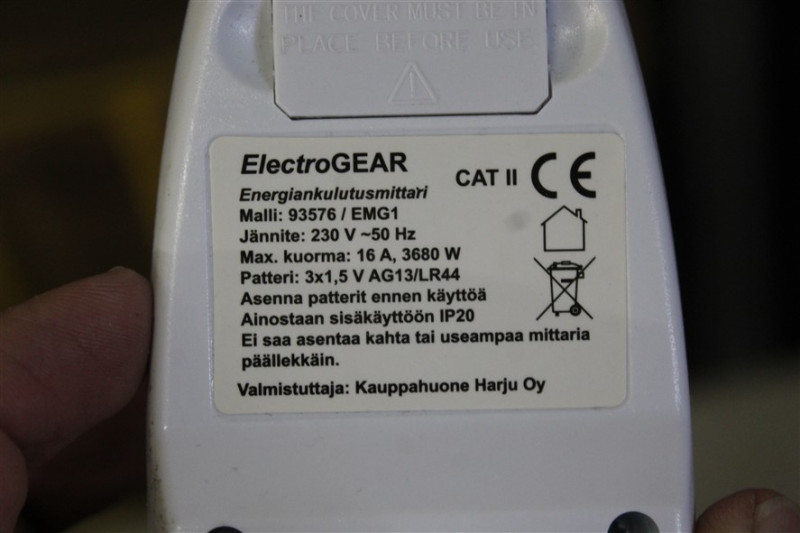 THE COVER MUST BE IN
PLACE BEFORE USE
ElectroGEAR
CAT II CE
Energiankulutusmittari
Malli: 93576 / EMG1
Jännite: 230 V ~50 Hz
Max. kuorma: 16 A, 3680 W
Patteri: 3x1,5 V AG13/LR44
Asenna patterit ennen käyttöä
Ainostaan sisäkäyttöön IP20
Ei saa asentaa kahta tai useampaa mittaria
päällekkäin.
Valmistuttaja: Kauppahuone Harju Oy